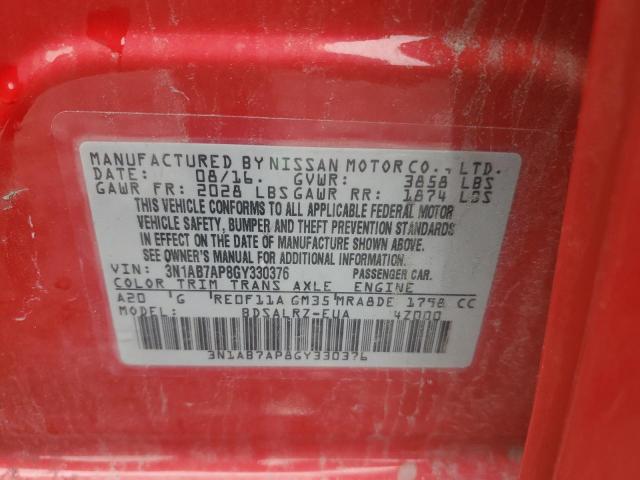 MANUFACTURED BY NISSAN MOTOR CO., LTD.
DATE: 08/16. GVWR: 3858 LBS
GAWR FR: 2028 LBS GAWR RR: 1874 LBS
THIS VEHICLE CONFORMS TO ALL APPLICABLE FEDERAL MOTOR
VEHICLE SAFETY, BUMPER AND THEFT PREVENTION STANDARDS
IN EFFECT ON THE DATE OF MANUFACTURE SHOWN ABOVE.
SEE OWNER'S MANUAL FOR ADDITIONAL INFORMATION.
VIN: 3N1AB7AP8GY330376 PASSENGER CAR.
COLOR TRIM TRANS AXLE ENGINE
A20 G RE0F11A GM35 MRA8DE 1798 CC
MODEL: BDSALRZ-EUA 4Z000
3N1AB7AP8GY330376